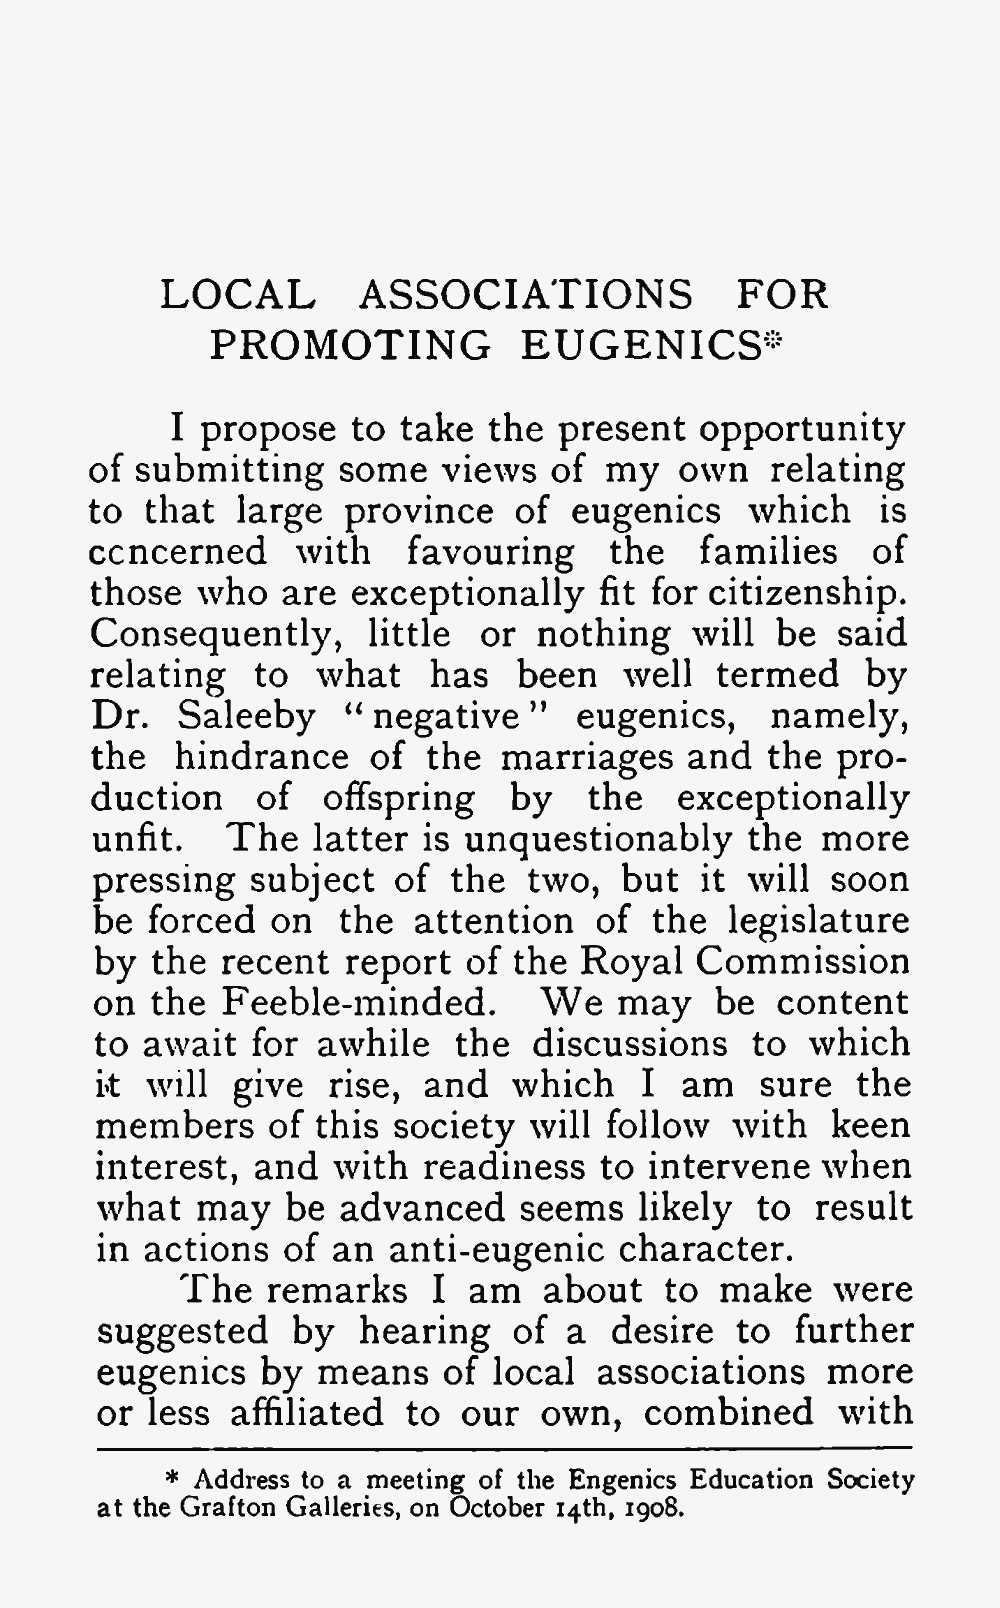 LOCAL ASSOCIATIONS FOR
PROMOTING EUGENICS*
I propose to take the present opportunity
of submitting some views of my own relating
to that large province of eugenics which is
ccncerned with favouring the families of
those who are exceptionally fit for citizenship.
Consequently, little or nothing will be said
relating to what has been well termed by
Dr. Saleeby “negative” eugenics, namely,
the hindrance of the marriages and the pro-
duction of offspring by the exceptionally
unfit. The latter is unquestionably the more
pressing subject of the two, but it will soon
be forced on the attention of the legislature
by the recent report of the Royal Commission
on the Feeble-minded. We may be content
to await for awhile the discussions to which
it will give rise, and which I am sure the
members of this society will follow with keen
interest, and with readiness to intervene when
what may be advanced seems likely to result
in actions of an anti-eugenic character.
The remarks I am about to make were
suggested by hearing of a desire to further
eugenics by means of local associations more
or less affiliated to our own, combined with
* Address to a meeting of the Engenics Education Society
at the Grafton Galleries, on October 14th, 1908.